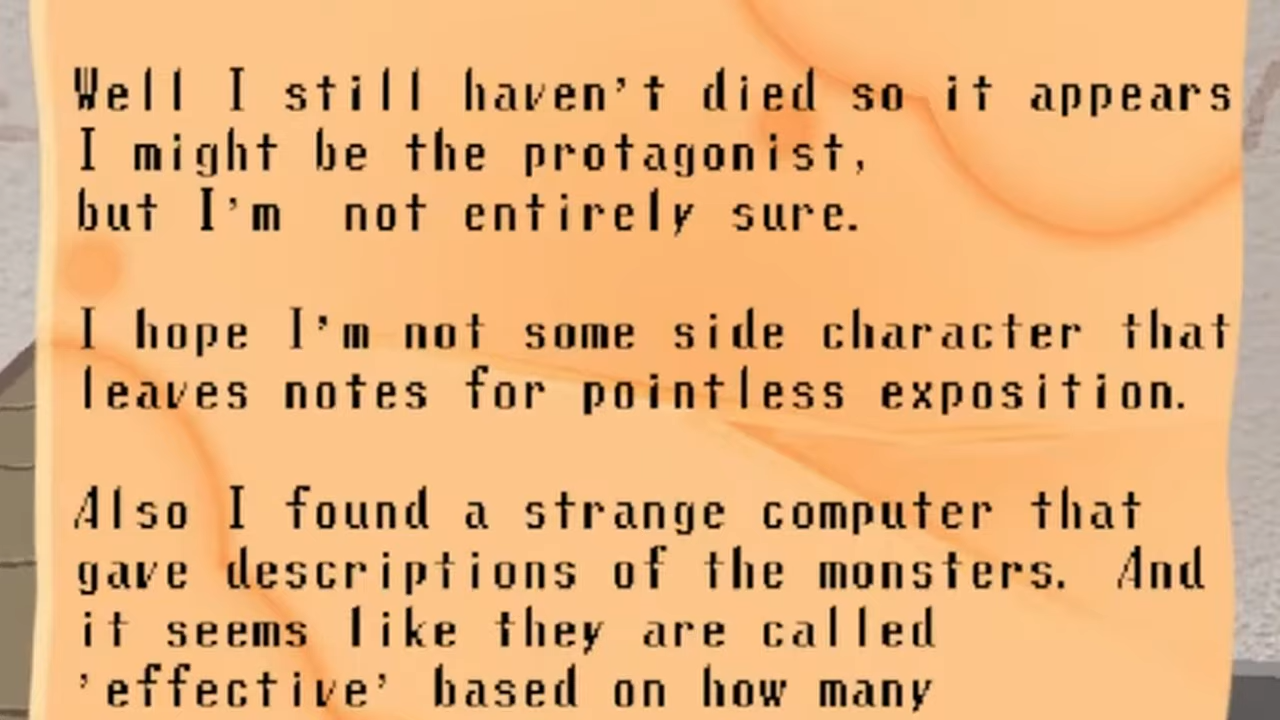 Well I still haven't died so it appears
I might be the protagonist,
but I'm  not entirely sure.
I hope I'm not some side character that
leaves notes for pointless exposition.
Also I found a strange computer that
gave descriptions of the monsters.  And
it seems like they are called
'effective' based on how many